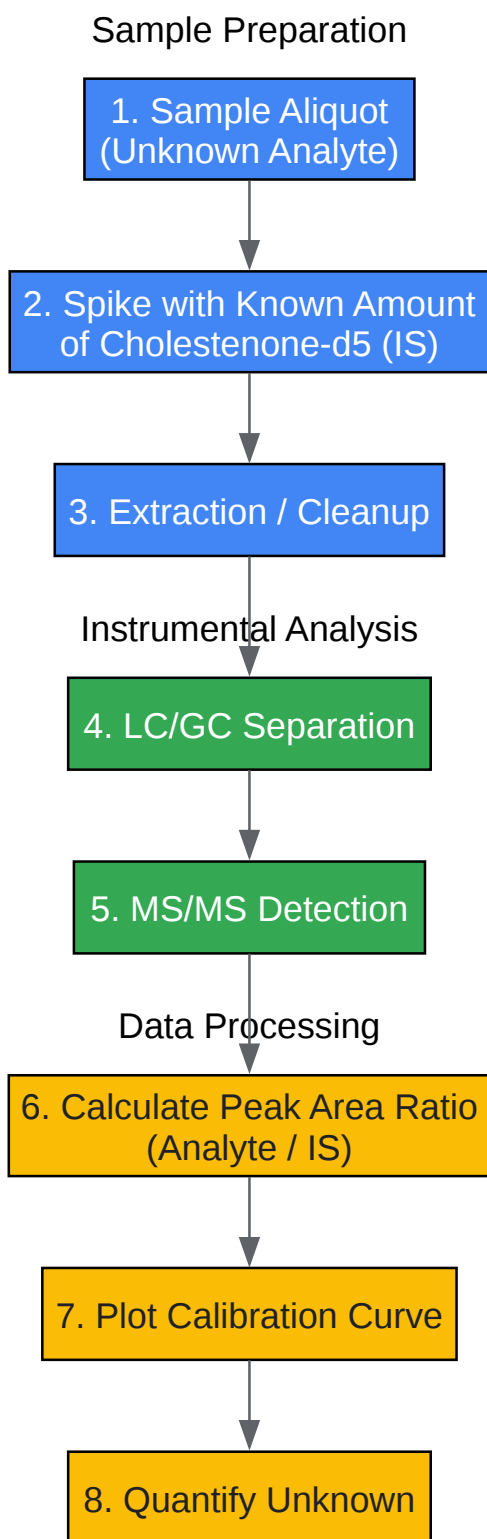 Sample Preparation
1. Sample Aliquot
(Unknown Analyte)
2. Spike with Known Amount
of Cholestenone-d5 (IS)
3. Extraction / Cleanup
Instrumental Analysis
4. LC/GC Separation
5. MS/MS Detection
Data Processing
6. Calculate Peak Area Ratio
(Analyte / IS)
7. Plot Calibration Curve
8. Quantify Unknown